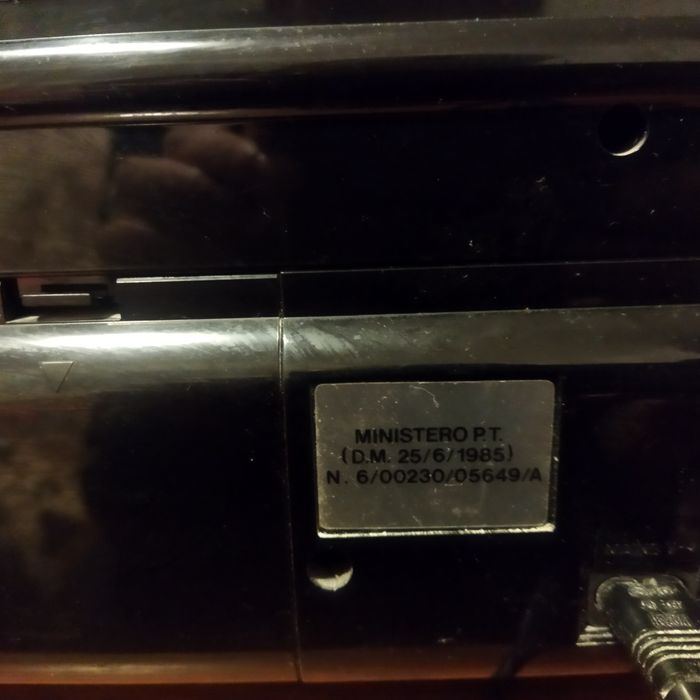 MINISTERO P.T.
(D.M. 25/6/1985)
N. 6/00230/05649/A